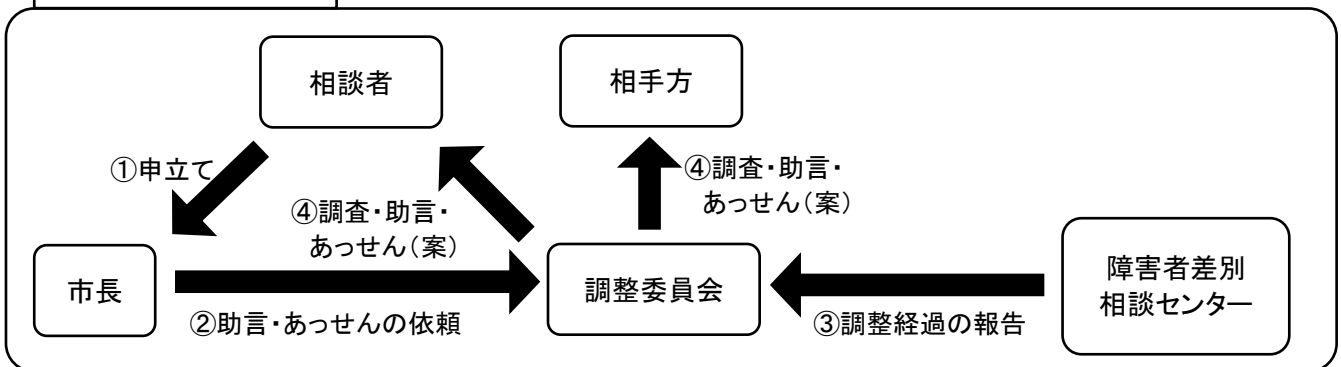 相談者
相手方
①申立て
④調査・助言・
あっせん（案）
④調査・助言・
あっせん（案）
市長
②助言・あっせんの依頼
調整委員会
③調整経過の報告
障害者差別
相談センター